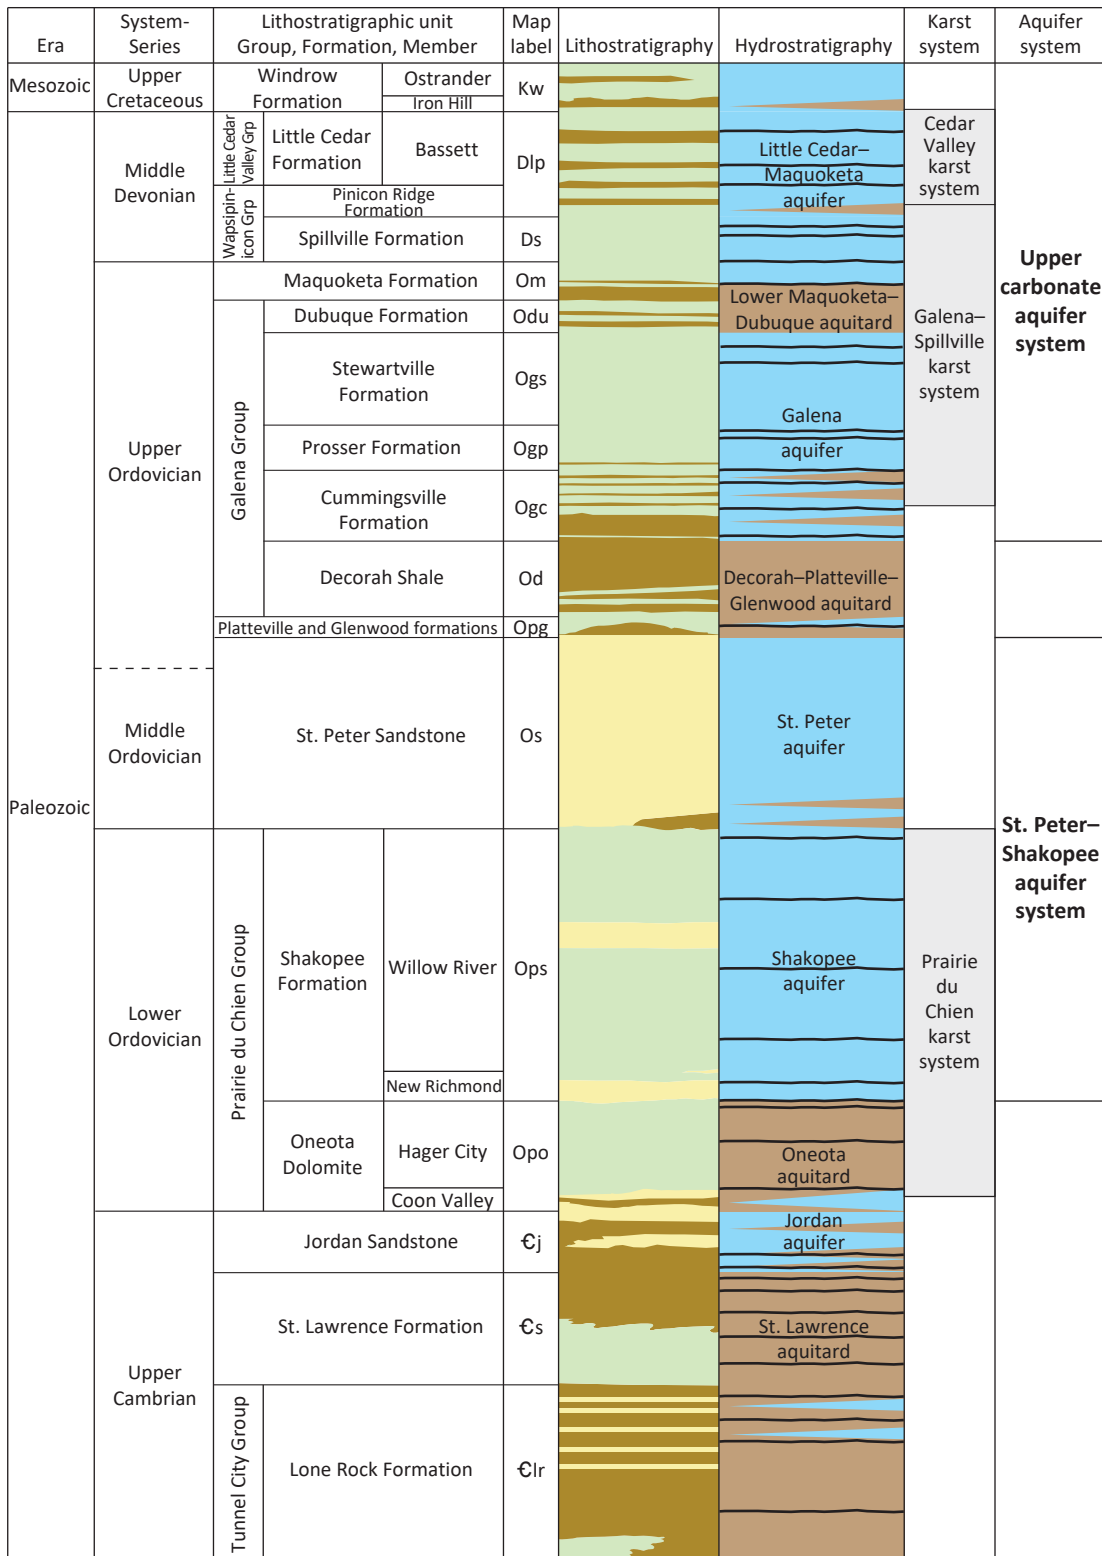 Era
System-
Series
Lithostratigraphic unit
Group, Formation, Member
Map
label
Lithostratigraphy
Hydrostratigraphy
Karst
system
Aquifer
system
Mesozoic
Upper
Cretaceous
Windrow
Formation
Ostrander
Iron Hill
Kw
Paleozoic
Middle
Devonian
Little Cedar
Valley Grp
Little Cedar
Formation
Bassett
Dlp
Little Cedar–
Maquoketa
aquifer
Cedar
Valley
karst
system
Wapsipin-
icon Grp
Pinicon Ridge
Formation
Spillville Formation
Ds
Upper
Ordovician
Maquoketa Formation
Om
Lower Maquoketa–
Dubuque aquitard
Galena–
Spillville
karst
system
Upper
carbonate
aquifer
system
Galena Group
Dubuque Formation
Odu
Stewartville
Formation
Ogs
Galena
aquifer
Prosser Formation
Ogp
Cummingsville
Formation
Ogc
Decorah Shale
Od
Decorah–Platteville–
Glenwood aquitard
Platteville and Glenwood formations
Opg
Middle
Ordovician
St. Peter Sandstone
Os
St. Peter
aquifer
St. Peter–
Shakopee
aquifer
system
Lower
Ordovician
Prairie du Chien Group
Shakopee
Formation
Willow River
New Richmond
Ops
Shakopee
aquifer
Prairie
du
Chien
karst
system
Oneota
Dolomite
Hager City
Coon Valley
Opo
Oneota
aquitard
Upper
Cambrian
Jordan Sandstone
Єj
Jordan
aquifer
St. Lawrence Formation
Єs
St. Lawrence
aquitard
Tunnel City Group
Lone Rock Formation
Єlr